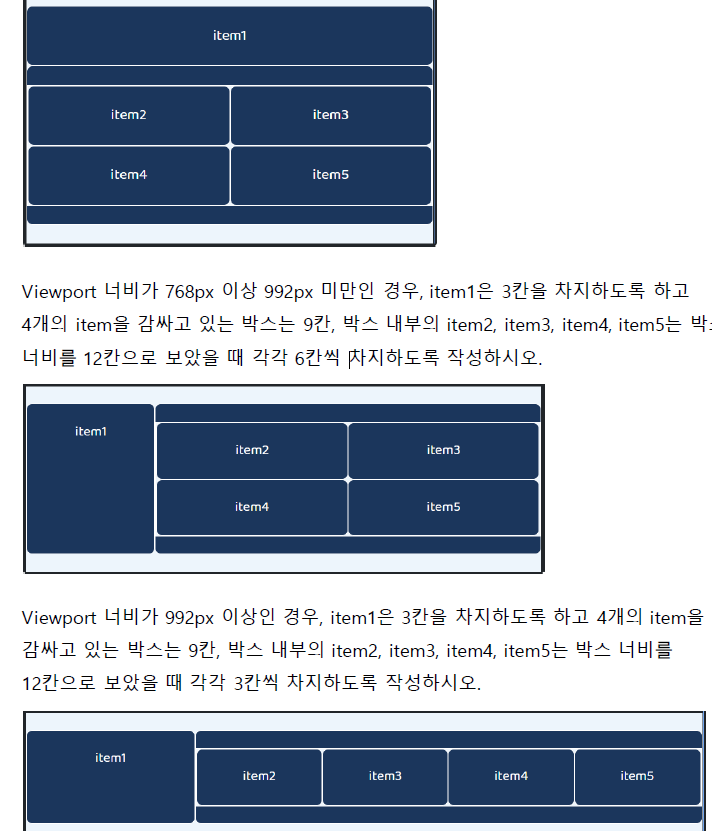 item1
item2 item3
item4 item5
Viewport 너비가 768px 이상 992px 미만인 경우, item1은 3칸을 차지하도록 하고
4개의 item을 감싸고 있는 박스는 9칸, 박스 내부의 item2, item3, item4, item5는
너비를 12칸으로 보았을 때 각각 6칸씩 차지하도록 작성하시오.
item1
item2 item3
item4 item5
Viewport 너비가 992px 이상인 경우, item1은 3칸을 차지하도록 하고 4개의 item을
감싸고 있는 박스는 9칸, 박스 내부의 item2, item3, item4, item5는 박스 너비를
12칸으로 보았을 때 각각 3칸씩 차지하도록 작성하시오.
item1
item2 item3 item4 item5